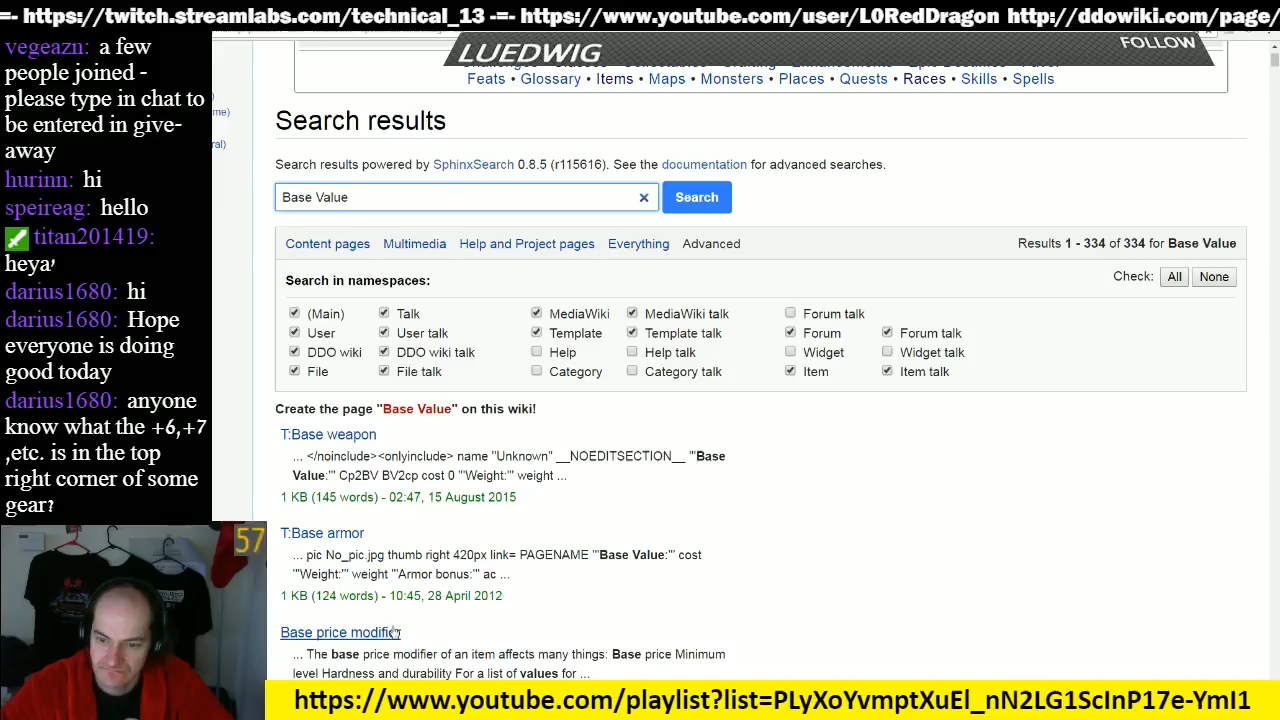 -=- https://twitch.streamlabs.com/technical_13 -=- https://www.youtube.com/user/L0RedDragon http://ddowiki.com/page/
LUEDWIG
FOLLOW
Feats • Glossary • Items • Maps • Monsters • Places • Quests • Races • Skills • Spells
vegeazn: a few
people joined -
please type in chat to
be entered in give-
away
hurinn: hi
speireag: hello
titan201419:
heya'
darius1680: hi
darius1680: Hope
everyone is doing
good today
darius1680: anyone
know what the +6,+7
,etc. is in the top
right corner of some
gear?
57
me)
ral)
Search results
Search results powered by SphinxSearch 0.8.5 (r115616). See the documentation for advanced searches.
Base Value
Search
Content pages Multimedia Help and Project pages Everything Advanced
Results 1 - 334 of 334 for Base Value
Search in namespaces:
Check: All None
(Main) Talk MediaWiki MediaWiki talk Forum talk
User User talk Template Template talk Forum Forum talk
DDO wiki DDO wiki talk Help Help talk Widget Widget talk
File File talk Category Category talk Item Item talk
Create the page "Base Value" on this wiki!
T:Base weapon
... </noinclude><onlyinclude> name "Unknown" __NOEDITSECTION__ '''Base
Value:''' Cp2BV BV2cp cost 0 '''Weight:''' weight ...
1 KB (145 words) - 02:47, 15 August 2015
T:Base armor
... pic No_pic.jpg thumb right 420px link= PAGENAME '''Base Value:''' cost
'''Weight:''' weight '''Armor bonus:''' ac ...
1 KB (124 words) - 10:45, 28 April 2012
Base price modifier
... The base price modifier of an item affects many things: Base price Minimum
level Hardness and durability For a list of values for ...
https://www.youtube.com/playlist?list=PLyXoYvmptXuEl_nN2LG1ScInP17e-YmI1